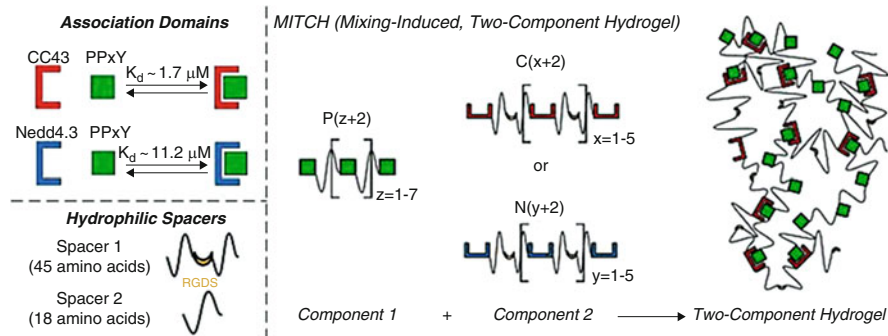 Association Domains
CC43 PPxY
K_d ~ 1.7 μM
Nedd4.3 PPxY
K_d ~ 11.2 μM
Hydrophilic Spacers
Spacer 1
(45 amino acids)
RGDS
Spacer 2
(18 amino acids)
MITCH (Mixing-Induced, Two-Component Hydrogel)
P(z+2)
z=1-7
C(x+2)
x=1-5
or
N(y+2)
y=1-5
Component 1 + Component 2 Two-Component Hydrogel